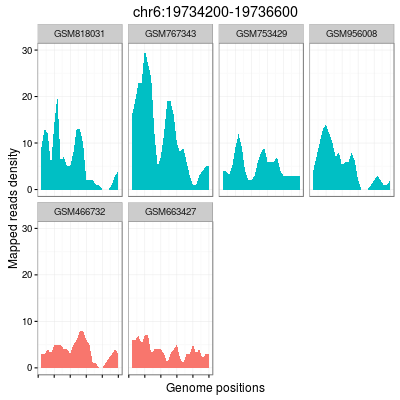 chr6:19734200-19736600
GSM818031 GSM767343 GSM753429 GSM956008
30
20
10
0
GSM466732 GSM663427
30
20
10
0
Mapped reads density
Genome positions